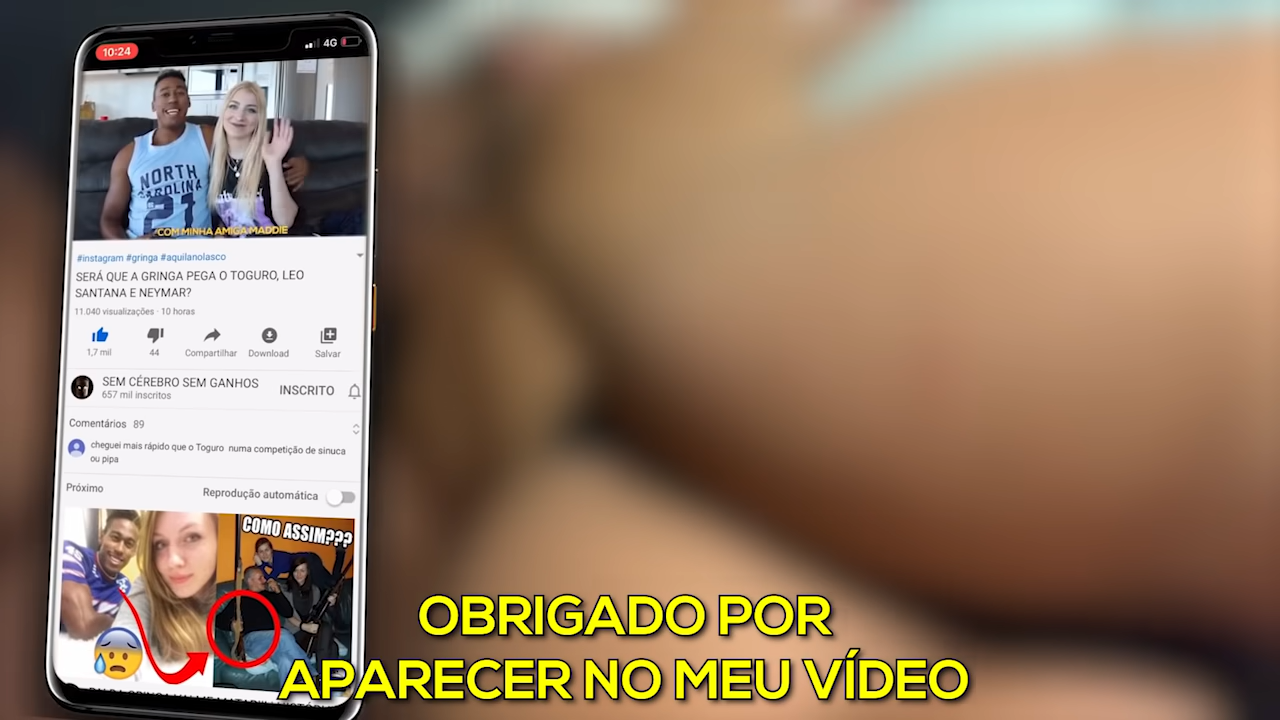 10:24
4G
NORTH
CAROLINA
21
COM MINHA AMIGA MADDIE
#instagram #gringa #aquilanolasco
SERÁ QUE A GRINGA PEGA O TOGURO, LEO
SANTANA E NEYMAR?
11.040 visualizações · 10 horas
1,7 mil
44
Compartilhar
Download
Salvar
SEM CÉREBRO SEM GANHOS
657 mil inscritos
INSCRITO
Comentários 89
cheguei mais rápido que o Toguro numa competição de sinuca
ou pipa
Próximo
Reprodução automática
COMO ASSIM???
OBRIGADO POR
APARECER NO MEU VÍDEO